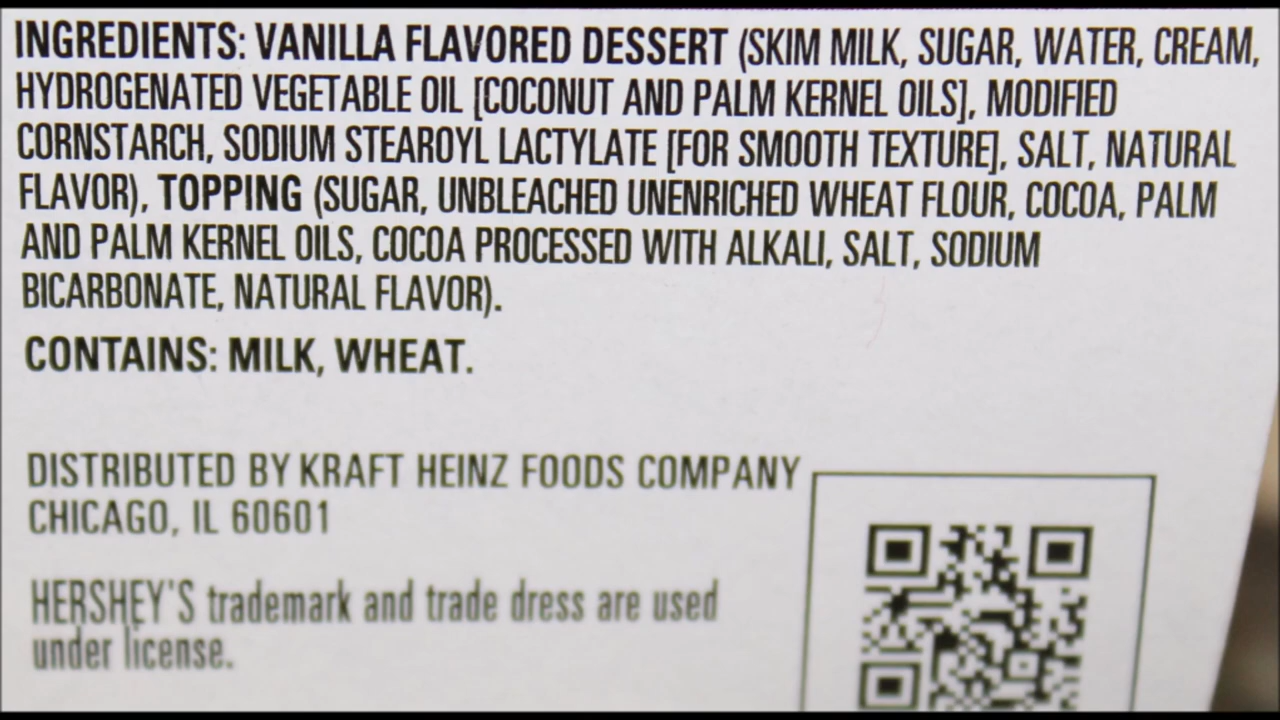 INGREDIENTS: VANILLA FLAVORED DESSERT (SKIM MILK, SUGAR, WATER, CREAM,
HYDROGENATED VEGETABLE OIL [COCONUT AND PALM KERNEL OILS], MODIFIED
CORNSTARCH, SODIUM STEAROYL LACTYLATE [FOR SMOOTH TEXTURE], SALT, NATURAL
FLAVOR), TOPPING (SUGAR, UNBLEACHED UNENRICHED WHEAT FLOUR, COCOA, PALM
AND PALM KERNEL OILS, COCOA PROCESSED WITH ALKALI, SALT, SODIUM
BICARBONATE, NATURAL FLAVOR).
CONTAINS: MILK, WHEAT.
DISTRIBUTED BY KRAFT HEINZ FOODS COMPANY
CHICAGO, IL 60601
HERSHEY'S trademark and trade dress are used
under license.